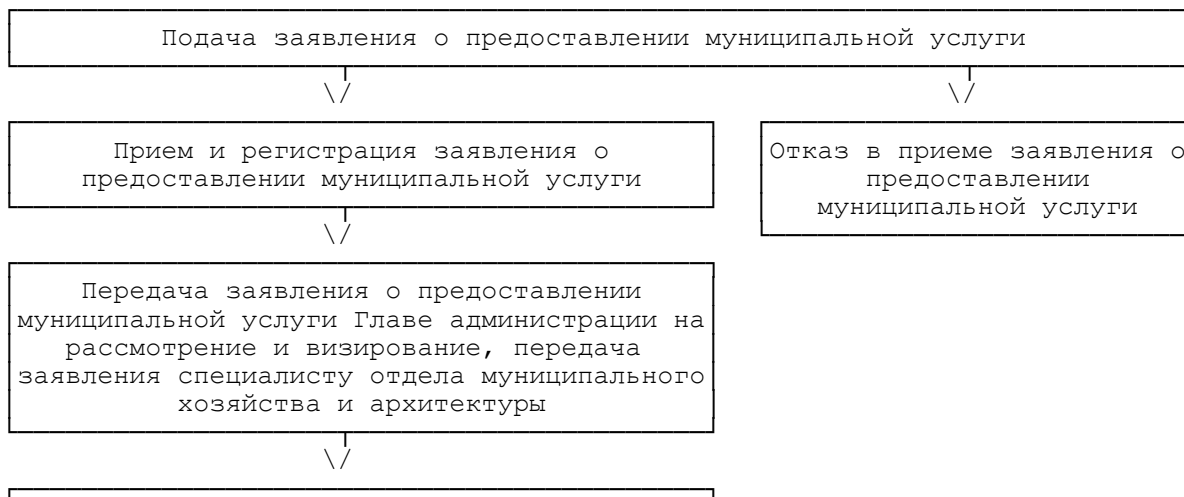 Подача заявления о предоставлении муниципальной услуги
Прием и регистрация заявления о
предоставлении муниципальной услуги
Отказ в приеме заявления о
предоставлении
муниципальной услуги
Передача заявления о предоставлении
муниципальной услуги Главе администрации на
рассмотрение и визирование, передача
заявления специалисту отдела муниципального
хозяйства и архитектуры